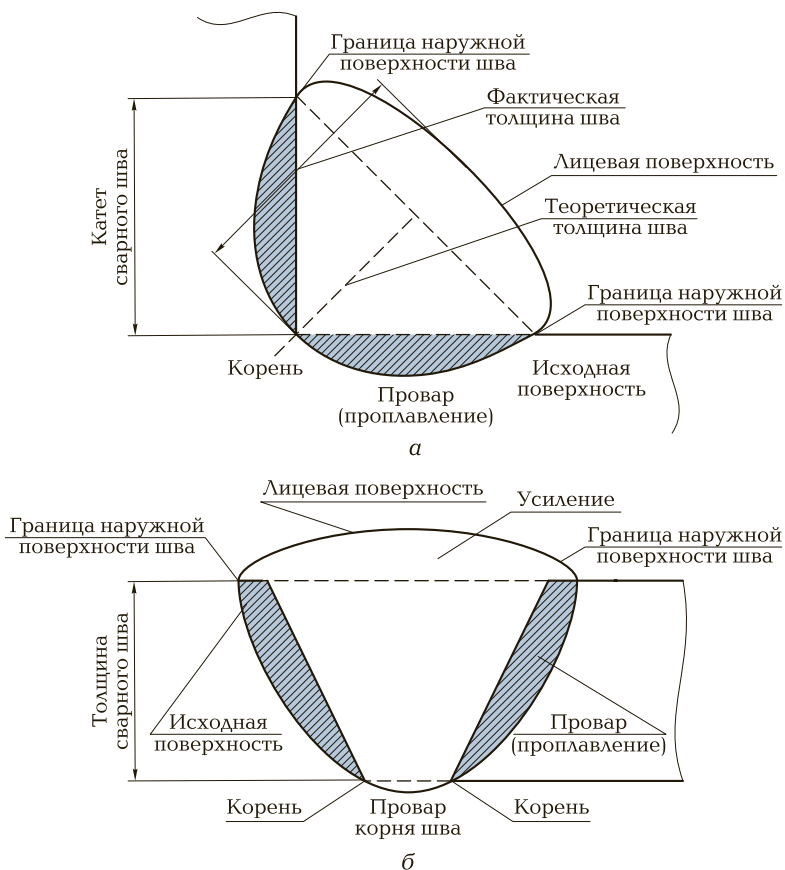 Граница наружной
поверхности шва
Фактическая
толщина шва
Лицевая поверхность
Теоретическая
толщина шва
Катет
сварного шва
Граница наружной
поверхности шва
Корень
Исходная
поверхность
Провар
(проплавление)
а
Лицевая поверхность
Усиление
Граница наружной
поверхности шва
Граница наружной
поверхности шва
Толщина
сварного шва
Исходная
поверхность
Провар
(проплавление)
Корень
Провар
корня шва
Корень
б